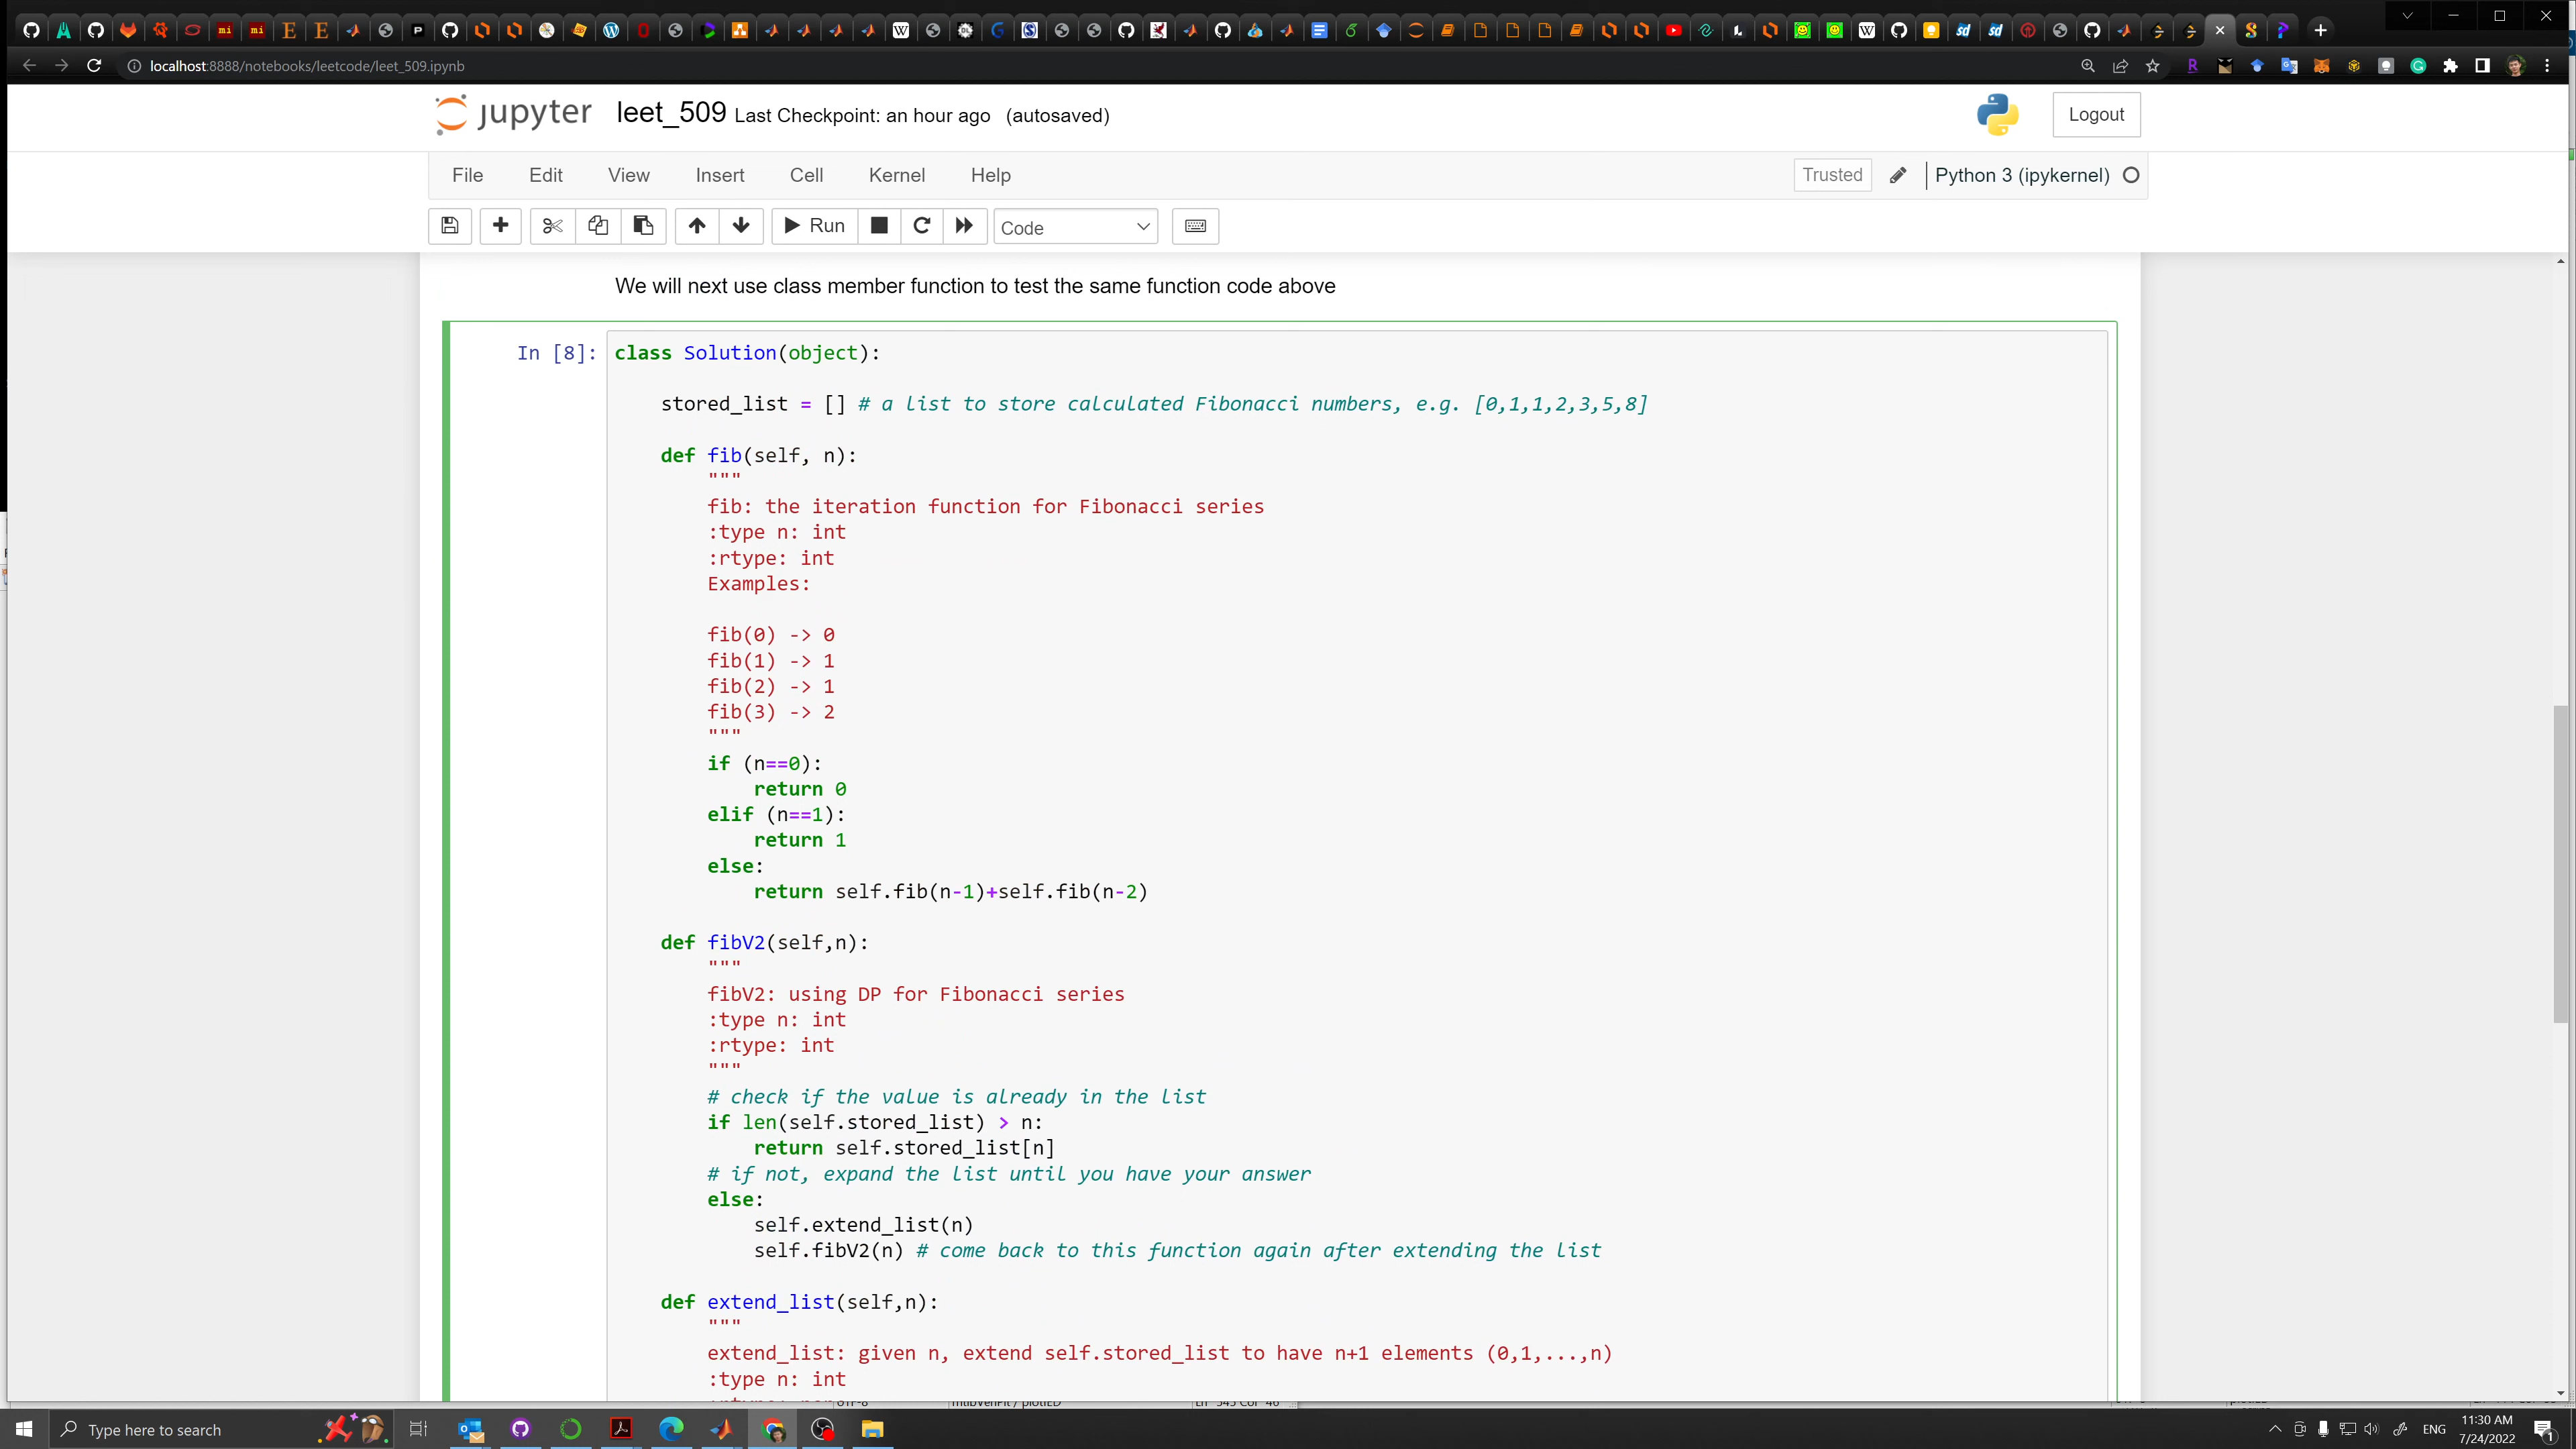 localhost:8888/notebooks/leetcode/leet_509.ipynb
jupyter leet_509 Last Checkpoint: an hour ago (autosaved)
Logout
File Edit View Insert Cell Kernel Help
Trusted
Python 3 (ipykernel)
Run
Code
We will next use class member function to test the same function code above
In [8]: class Solution(object):
stored_list = [] # a list to store calculated Fibonacci numbers, e.g. [0,1,1,2,3,5,8]
def fib(self, n):
"""
fib: the iteration function for Fibonacci series
:type n: int
:rtype: int
Examples:
fib(0) -> 0
fib(1) -> 1
fib(2) -> 1
fib(3) -> 2
"""
if (n==0):
return 0
elif (n==1):
return 1
else:
return self.fib(n-1)+self.fib(n-2)
def fibV2(self,n):
"""
fibV2: using DP for Fibonacci series
:type n: int
:rtype: int
"""
# check if the value is already in the list
if len(self.stored_list) > n:
return self.stored_list[n]
# if not, expand the list until you have your answer
else:
self.extend_list(n)
self.fibV2(n) # come back to this function again after extending the list
def extend_list(self,n):
"""
extend_list: given n, extend self.stored_list to have n+1 elements (0,1,...,n)
:type n: int
Type here to search
ENG
11:30 AM
7/24/2022